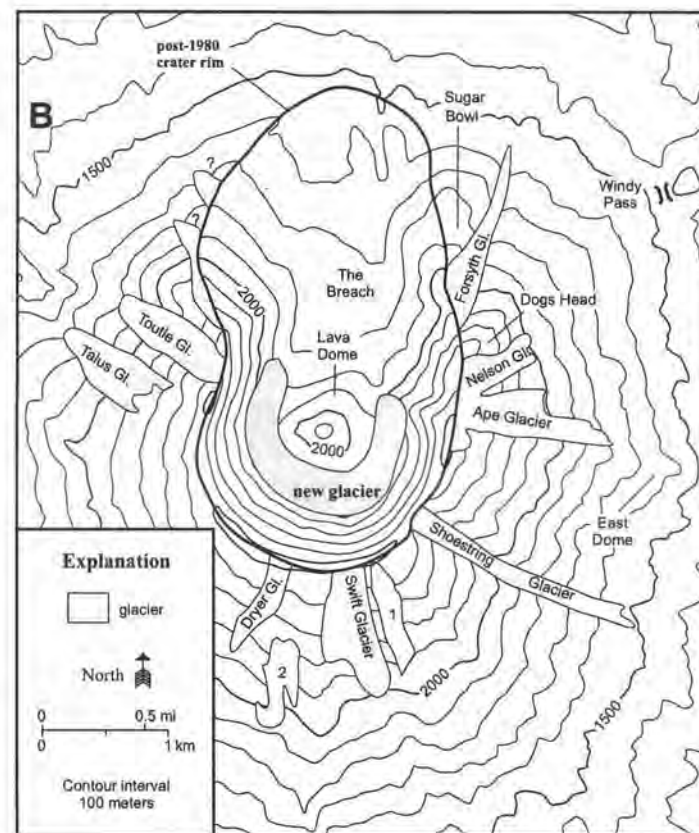 post-1980
crater rim
B
Sugar
Bowl
1500
?
Windy
Pass
?
Forsyth Gl.
The
Breach
2000
Dogs Head
Toutle Gl.
Lava
Dome
Talus Gl.
Nelson Gl.
Ape Glacier
2000
new glacier
East
Dome
Shoestring
Glacier
Explanation
glacier
North
0 0.5 mi
0 1 km
Contour interval
100 meters
Dryer Gl.
Swift Glacier
1
2
2000
1500